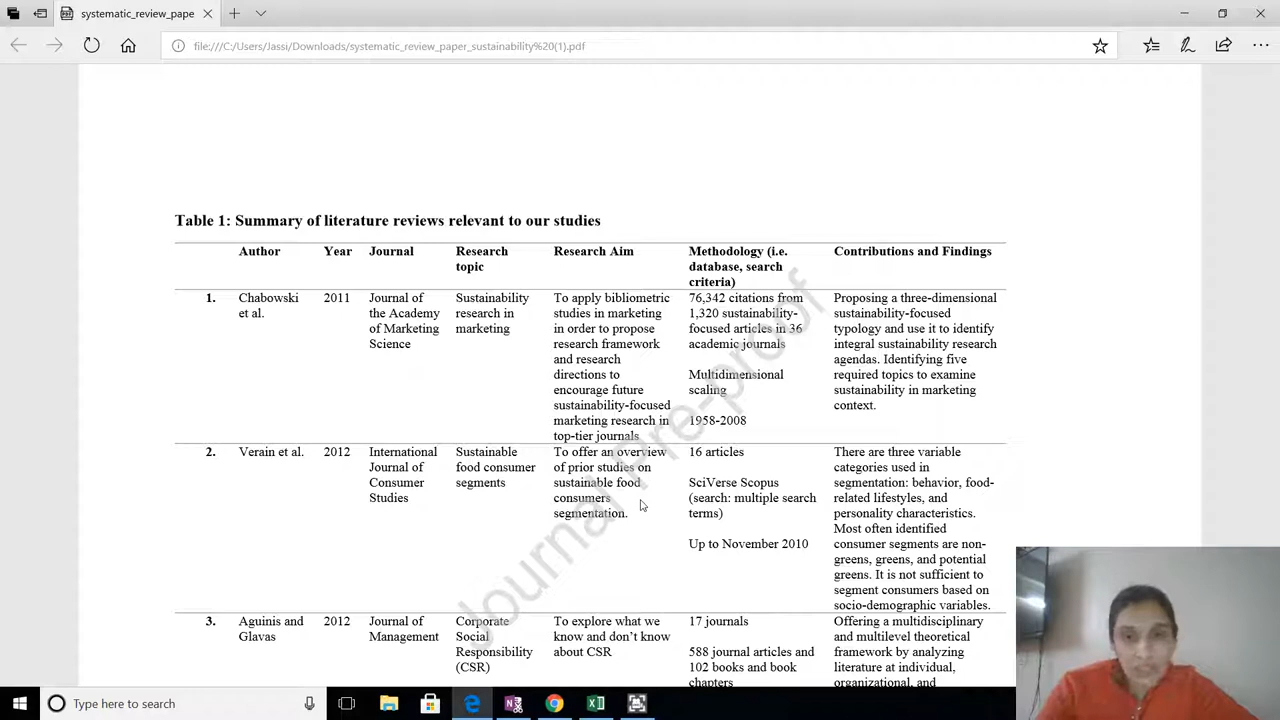 systematic_review_pape
file:///C:/Users/Jassi/Downloads/systematic_review_paper_sustainability%20(1).pdf
Table 1: Summary of literature reviews relevant to our studies
Author Year Journal Research topic Research Aim Methodology (i.e. database, search criteria) Contributions and Findings
1.
Chabowski
et al.
2011
Journal of
the Academy
of Marketing
Science
Sustainability
research in
marketing
To apply bibliometric
studies in marketing
in order to propose
research framework
and research
directions to
encourage future
sustainability-focused
marketing research in
top-tier journals
76,342 citations from
1,320 sustainability-
focused articles in 36
academic journals
Multidimensional
scaling
1958-2008
Proposing a three-dimensional
sustainability-focused
typology and use it to identify
integral sustainability research
agendas. Identifying five
required topics to examine
sustainability in marketing
context.
2.
Verain et al.
2012
International
Journal of
Consumer
Studies
Sustainable
food consumer
segments
To offer an overview
of prior studies on
sustainable food
consumers
segmentation.
16 articles
SciVerse Scopus
(search: multiple search
terms)
Up to November 2010
There are three variable
categories used in
segmentation: behavior, food-
related lifestyles, and
personality characteristics.
Most often identified
consumer segments are non-
greens, greens, and potential
greens. It is not sufficient to
segment consumers based on
socio-demographic variables.
3.
Aguinis and
Glavas
2012
Journal of
Management
Corporate
Social
Responsibility
(CSR)
To explore what we
know and don't know
about CSR
17 journals
588 journal articles and
102 books and book
chapters
Offering a multidisciplinary
and multilevel theoretical
framework by analyzing
literature at individual,
organizational, and
Journal Pre-proof
Type here to search